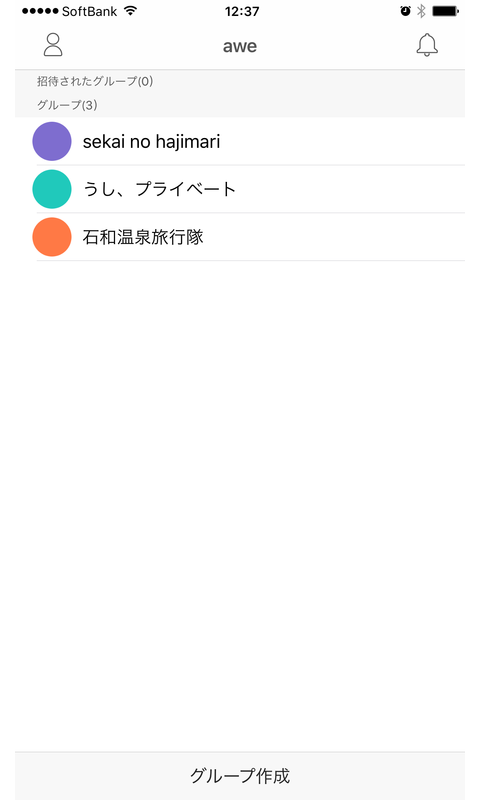 SoftBank 12:37
awe
招待されたグループ(0)
グループ(3)
sekai no hajimari
うし、プライベート
石和温泉旅行隊
グループ作成